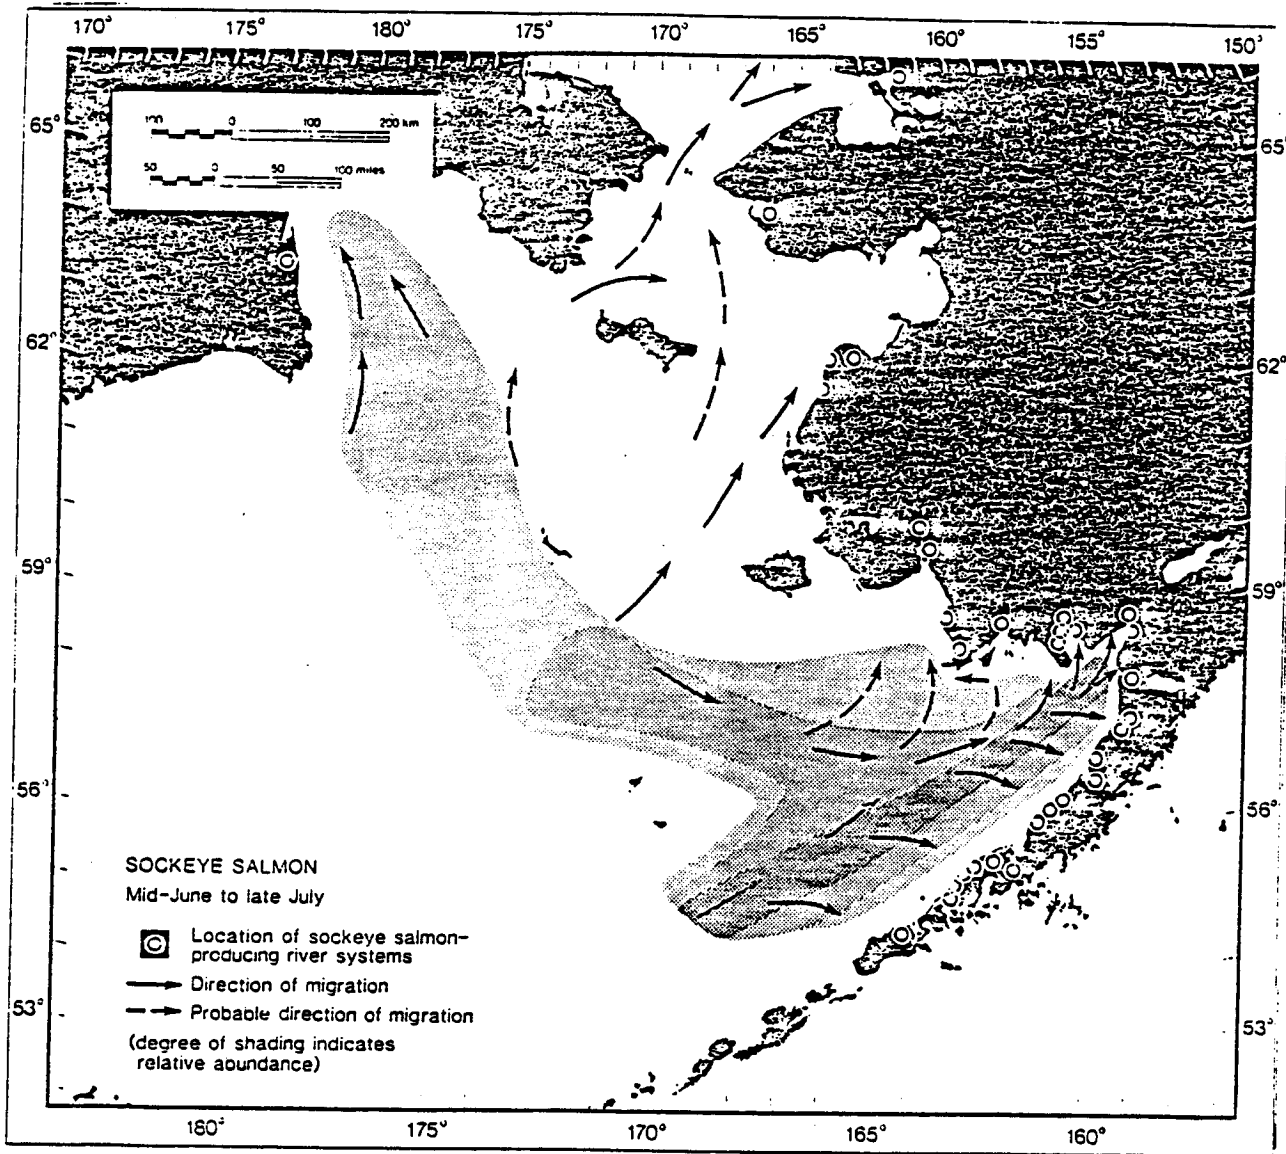 170° 175° 180° 175° 170° 165° 160° 155° 150°
100 0 100 200 km
50 0 50 100 miles
65° 65°
62° 62°
59° 59°
56° 56°
53° 53°
SOCKEYE SALMON
Mid-June to late July
Location of sockeye salmon-
producing river systems
Direction of migration
Probable direction of migration
(degree of shading indicates
relative abundance)
180° 175° 170° 165° 160°